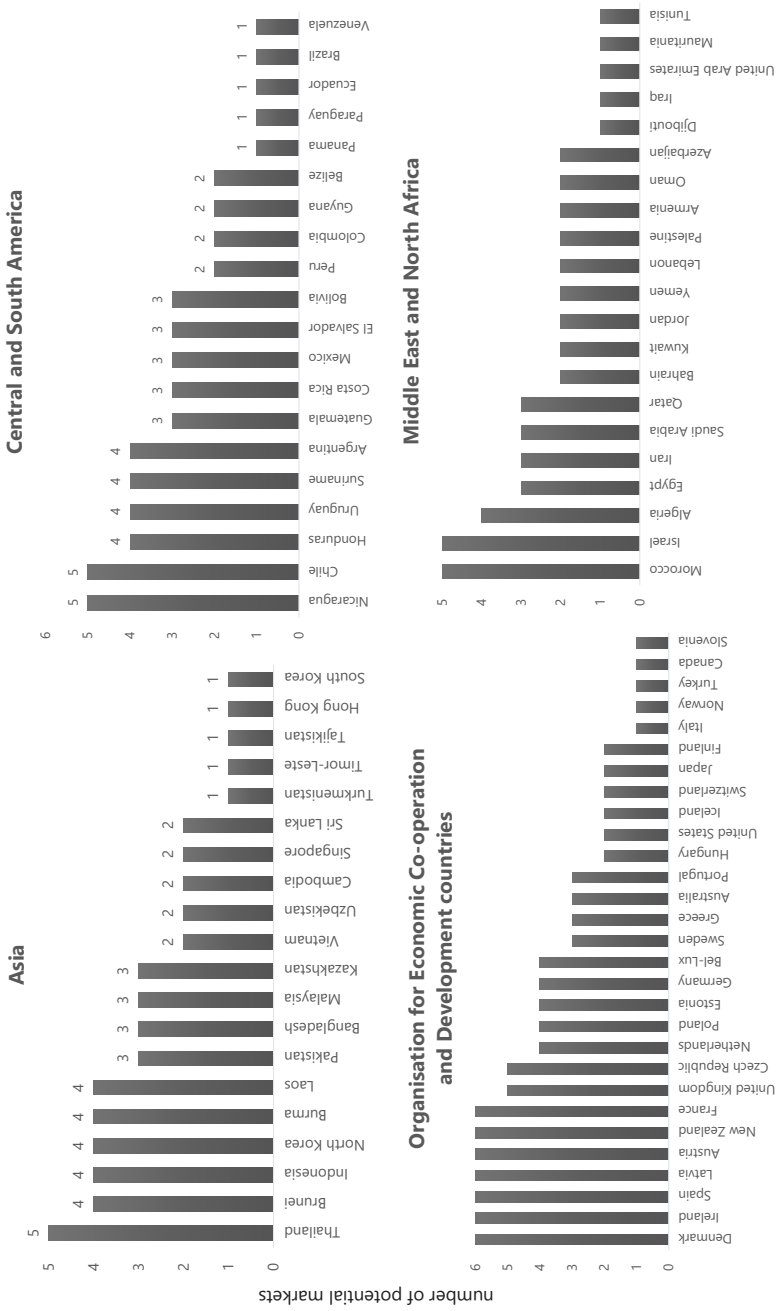 number of potential markets
Asia
5
4
3
2
1
0
5
4
4
4
4
4
3
3
3
3
2
2
2
2
2
1
1
1
1
1
Thailand
Brunei
Indonesia
North Korea
Burma
Laos
Pakistan
Bangladesh
Malaysia
Kazakhstan
Vietnam
Uzbekistan
Cambodia
Singapore
Sri Lanka
Turkmenistan
Timor-Leste
Tajikistan
Hong Kong
South Korea
Central and South America
6
5
4
3
2
1
0
5
5
4
4
4
4
3
3
3
3
3
2
2
2
2
1
1
1
1
1
Nicaragua
Chile
Honduras
Uruguay
Suriname
Argentina
Guatemala
Costa Rica
Mexico
El Salvador
Bolivia
Peru
Colombia
Guyana
Belize
Panama
Paraguay
Ecuador
Brazil
Venezuela
Organisation for Economic Co-operation
and Development countries
6
5
4
3
2
1
0
Denmark
Ireland
Spain
Latvia
Austria
New Zealand
France
United Kingdom
Czech Republic
Netherlands
Poland
Estonia
Germany
Bel-Lux
Sweden
Greece
Australia
Portugal
Hungary
United States
Iceland
Switzerland
Japan
Finland
Italy
Norway
Turkey
Canada
Slovenia
Middle East and North Africa
5
4
3
2
1
0
Morocco
Israel
Algeria
Egypt
Iran
Saudi Arabia
Qatar
Bahrain
Kuwait
Jordan
Yemen
Lebanon
Palestine
Armenia
Oman
Azerbaijan
Djibouti
Iraq
United Arab Emirates
Mauritania
Tunisia